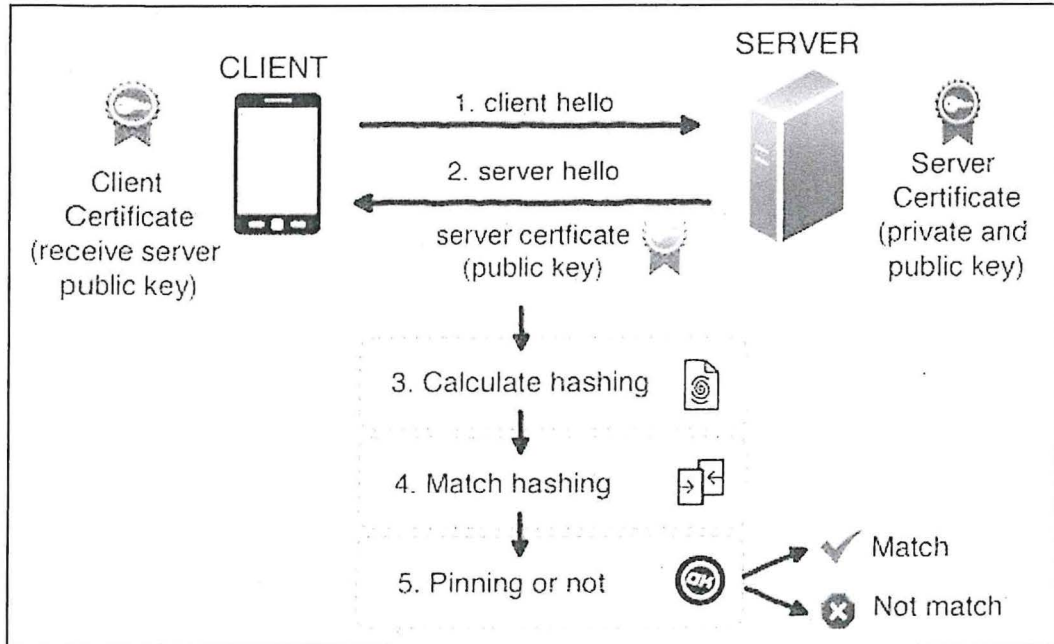 SERVER
CLIENT
1. client hello
2. server hello
Client
Certificate
(receive server
public key)
server certficate
(public key)
Server
Certificate
(private and
public key)
3. Calculate hashing
4. Match hashing
5. Pinning or not
OK
Match
Not match